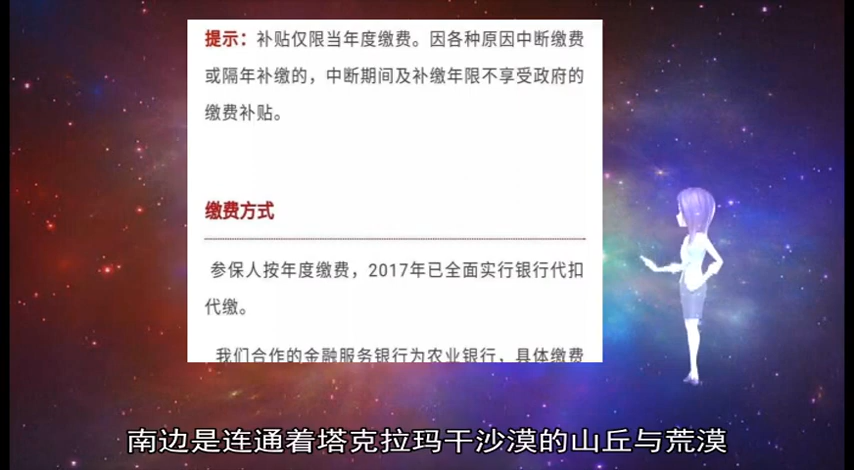 提示：补贴仅限当年度缴费。因各种原因中断缴费
或隔年补缴的，中断期间及补缴年限不享受政府的
缴费补贴。
缴费方式
参保人按年度缴费，2017年已全面实行银行代扣
代缴。
我们合作的金融服务银行为农业银行，具体缴费
南边是连通着塔克拉玛干沙漠的山丘与荒漠